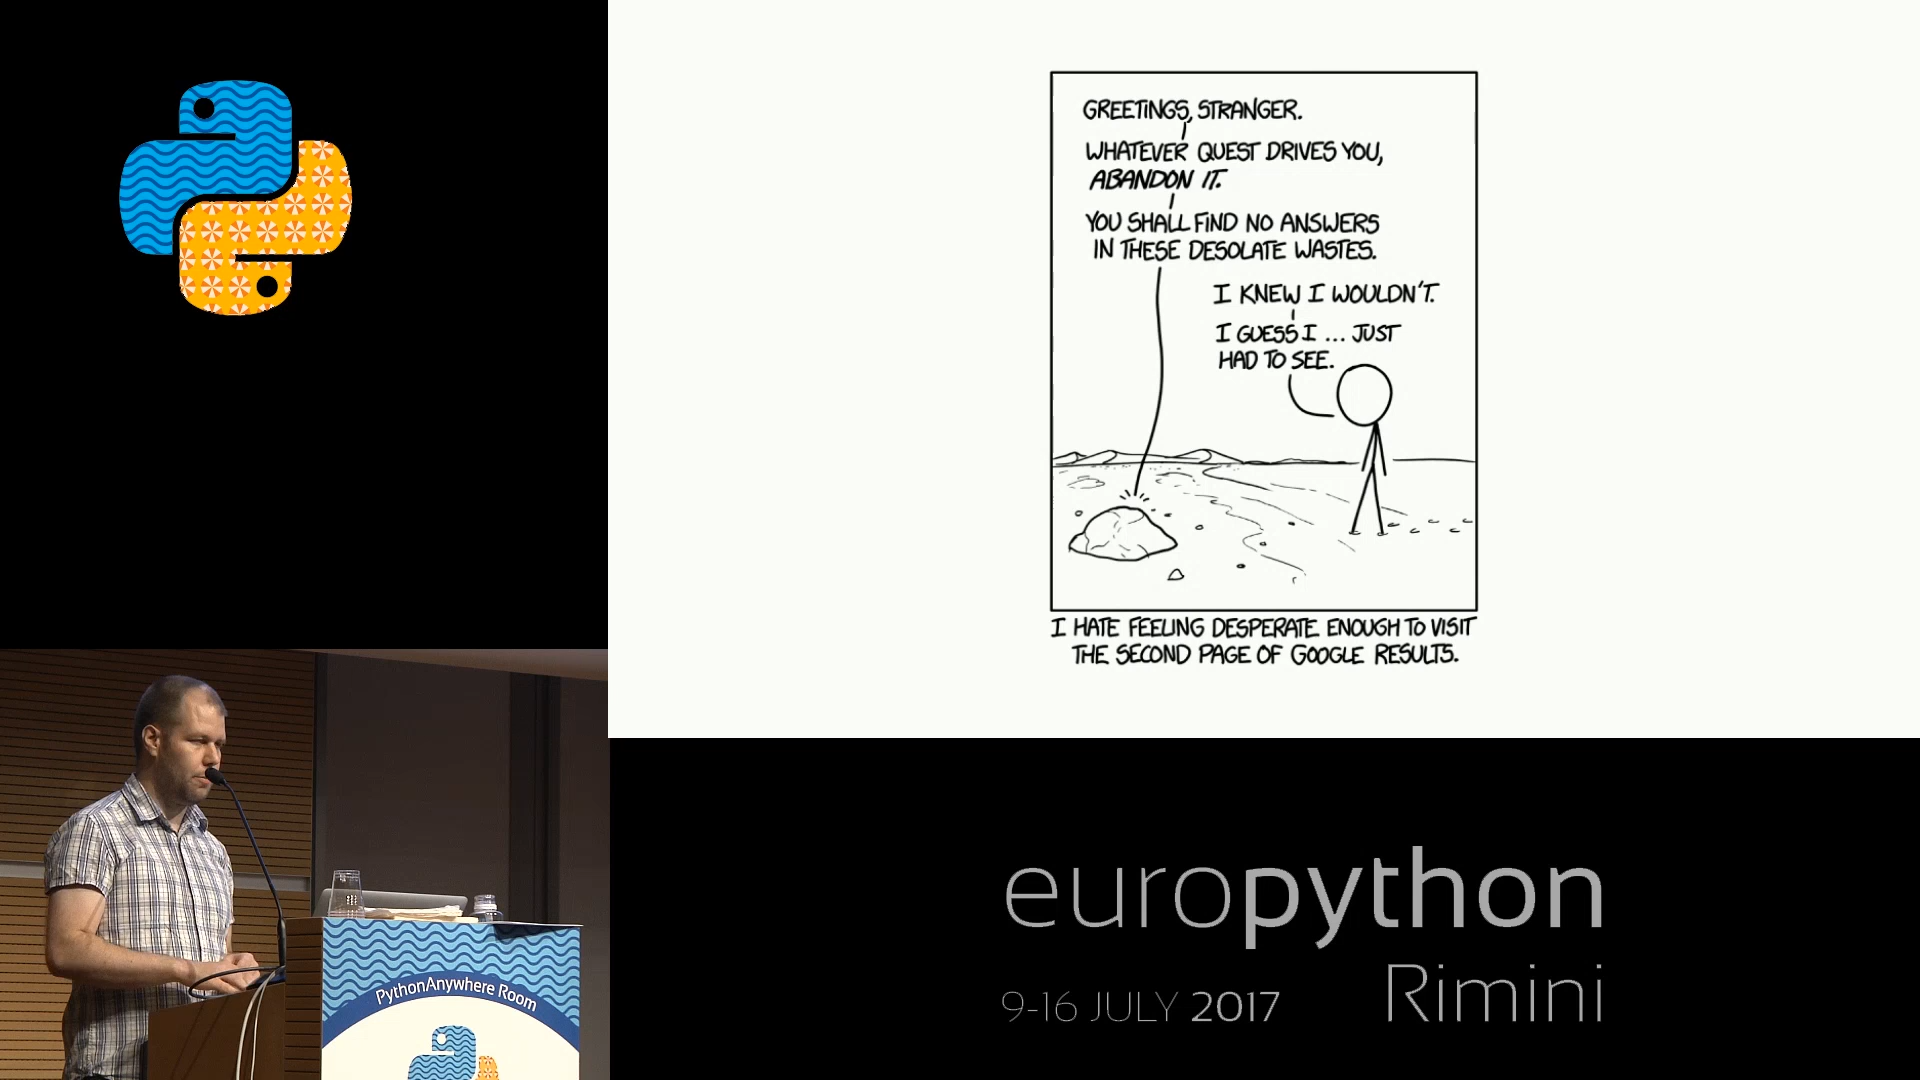 GREETINGS, STRANGER.
WHATEVER QUEST DRIVES YOU,
ABANDON IT.
YOU SHALL FIND NO ANSWERS
IN THESE DESOLATE WASTES.
I KNEW I WOULDN'T.
I GUESS I ... JUST
HAD TO SEE.
I HATE FEELING DESPERATE ENOUGH TO VISIT
THE SECOND PAGE OF GOOGLE RESULTS.
PythonAnywhere Room
europython
9-16 JULY 2017
Rimini